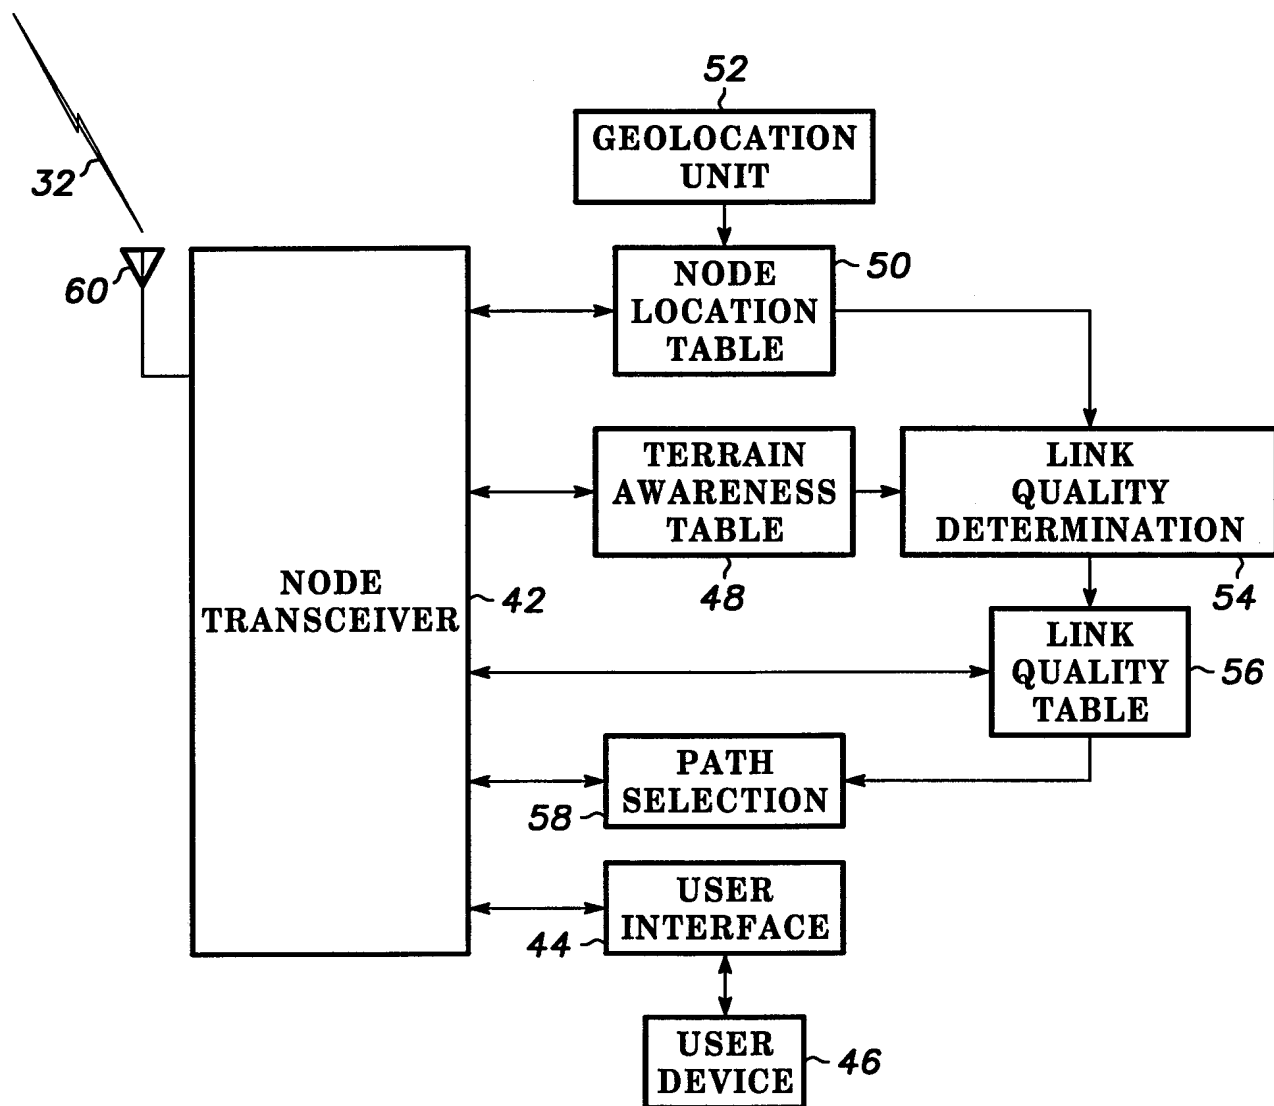 52
GEOLOCATION
UNIT
32
60
NODE
LOCATION
TABLE
50
TERRAIN
AWARENESS
TABLE
48
LINK
QUALITY
DETERMINATION
54
NODE
TRANSCEIVER
42
LINK
QUALITY
TABLE
56
PATH
SELECTION
58
USER
INTERFACE
44
USER
DEVICE
46